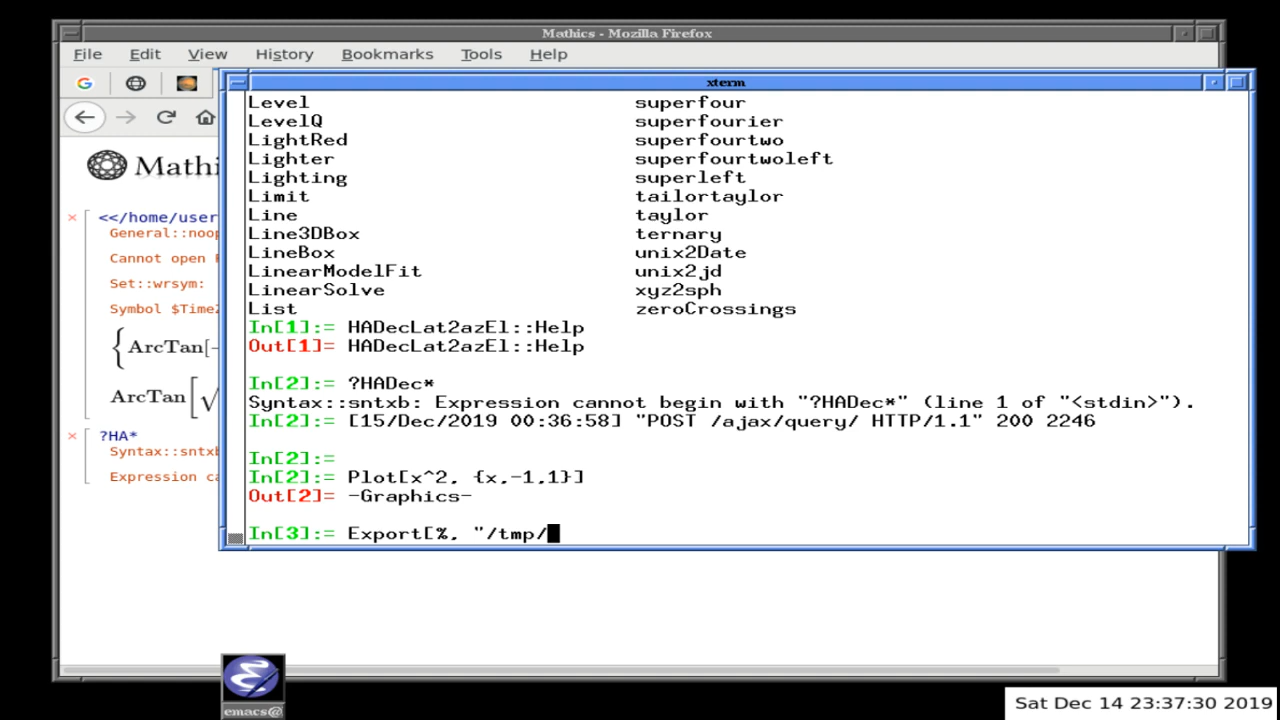 Mathics - Mozilla Firefox
File Edit View History Bookmarks Tools Help
xterm
Level superfour
LevelQ superfourier
LightRed superfourtwo
Lighter superfourtwoleft
Lighting superleft
Limit tailortaylor
Line taylor
Line3DBox ternary
LineBox unix2Date
LinearModelFit unix2jd
LinearSolve xyz2sph
List zeroCrossings
In[1]:= HADecLat2azEl::Help
Out[1]= HADecLat2azEl::Help
In[2]:= ?HADec*
Syntax::sntxb: Expression cannot begin with "?HADec*" (line 1 of "<stdin>").
In[2]:= [15/Dec/2019 00:36:58] "POST /ajax/query/ HTTP/1.1" 200 2246
In[2]:=
In[2]:= Plot[x^2, {x,-1,1}]
Out[2]= -Graphics-
In[3]:= Export[%, "/tmp/
Mathi
<</home/user
General::noop
Cannot open
Set::wrsym:
Symbol $TimeZ
{ArcTan[-
ArcTan[√
?HA*
Syntax::sntxb
Expression ca
emacs@
Sat Dec 14 23:37:30 2019